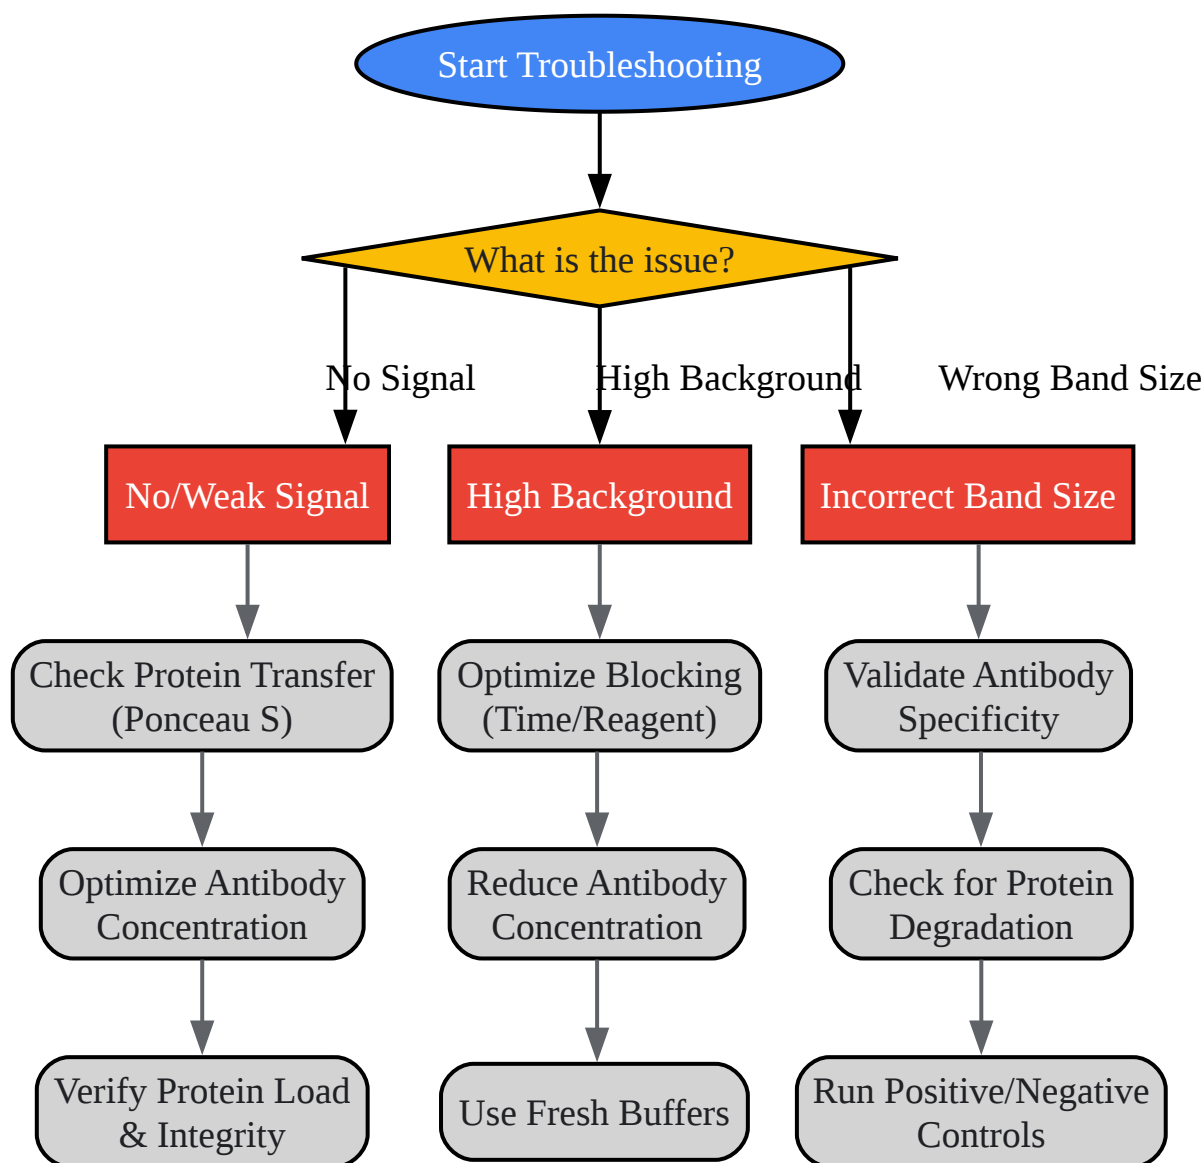 Start Troubleshooting
What is the issue?
No Signal
High Background
Wrong Band Size
No/Weak Signal
High Background
Incorrect Band Size
Check Protein Transfer
(Ponceau S)
Optimize Blocking
(Time/Reagent)
Validate Antibody
Specificity
Optimize Antibody
Concentration
Reduce Antibody
Concentration
Check for Protein
Degradation
Verify Protein Load
& Integrity
Use Fresh Buffers
Run Positive/Negative
Controls